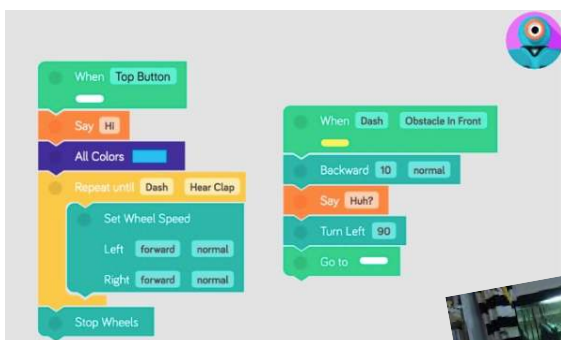 When Top Button
Say Hi
All Colors
Repeat until Dash Hear Clap
Set Wheel Speed
Left forward normal
Right forward normal
Stop Wheels
When Dash Obstacle In Front
Backward 10 normal
Say Huh?
Turn Left 90
Go to